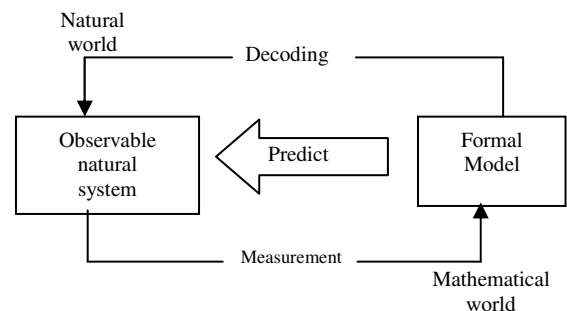 Natural
world
Decoding
Observable
natural
system
Predict
Formal
Model
Measurement
Mathematical
world